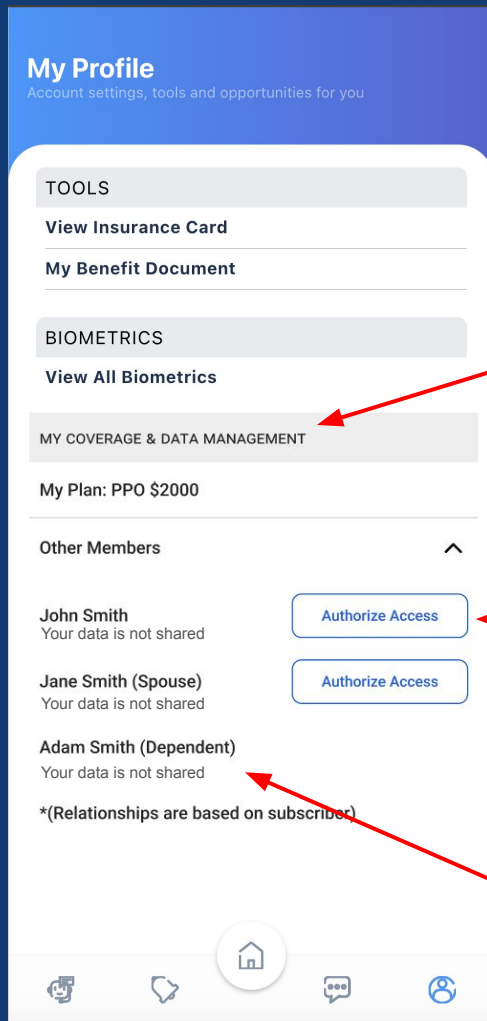 My Profile
Account settings, tools and opportunities for you
TOOLS
View Insurance Card
My Benefit Document
BIOMETRICS
View All Biometrics
MY COVERAGE & DATA MANAGEMENT
My Plan: PPO $2000
Other Members
John Smith
Your data is not shared
Authorize Access
Jane Smith (Spouse)
Your data is not shared
Authorize Access
Adam Smith (Dependent)
Your data is not shared
*(Relationships are based on subscriber)